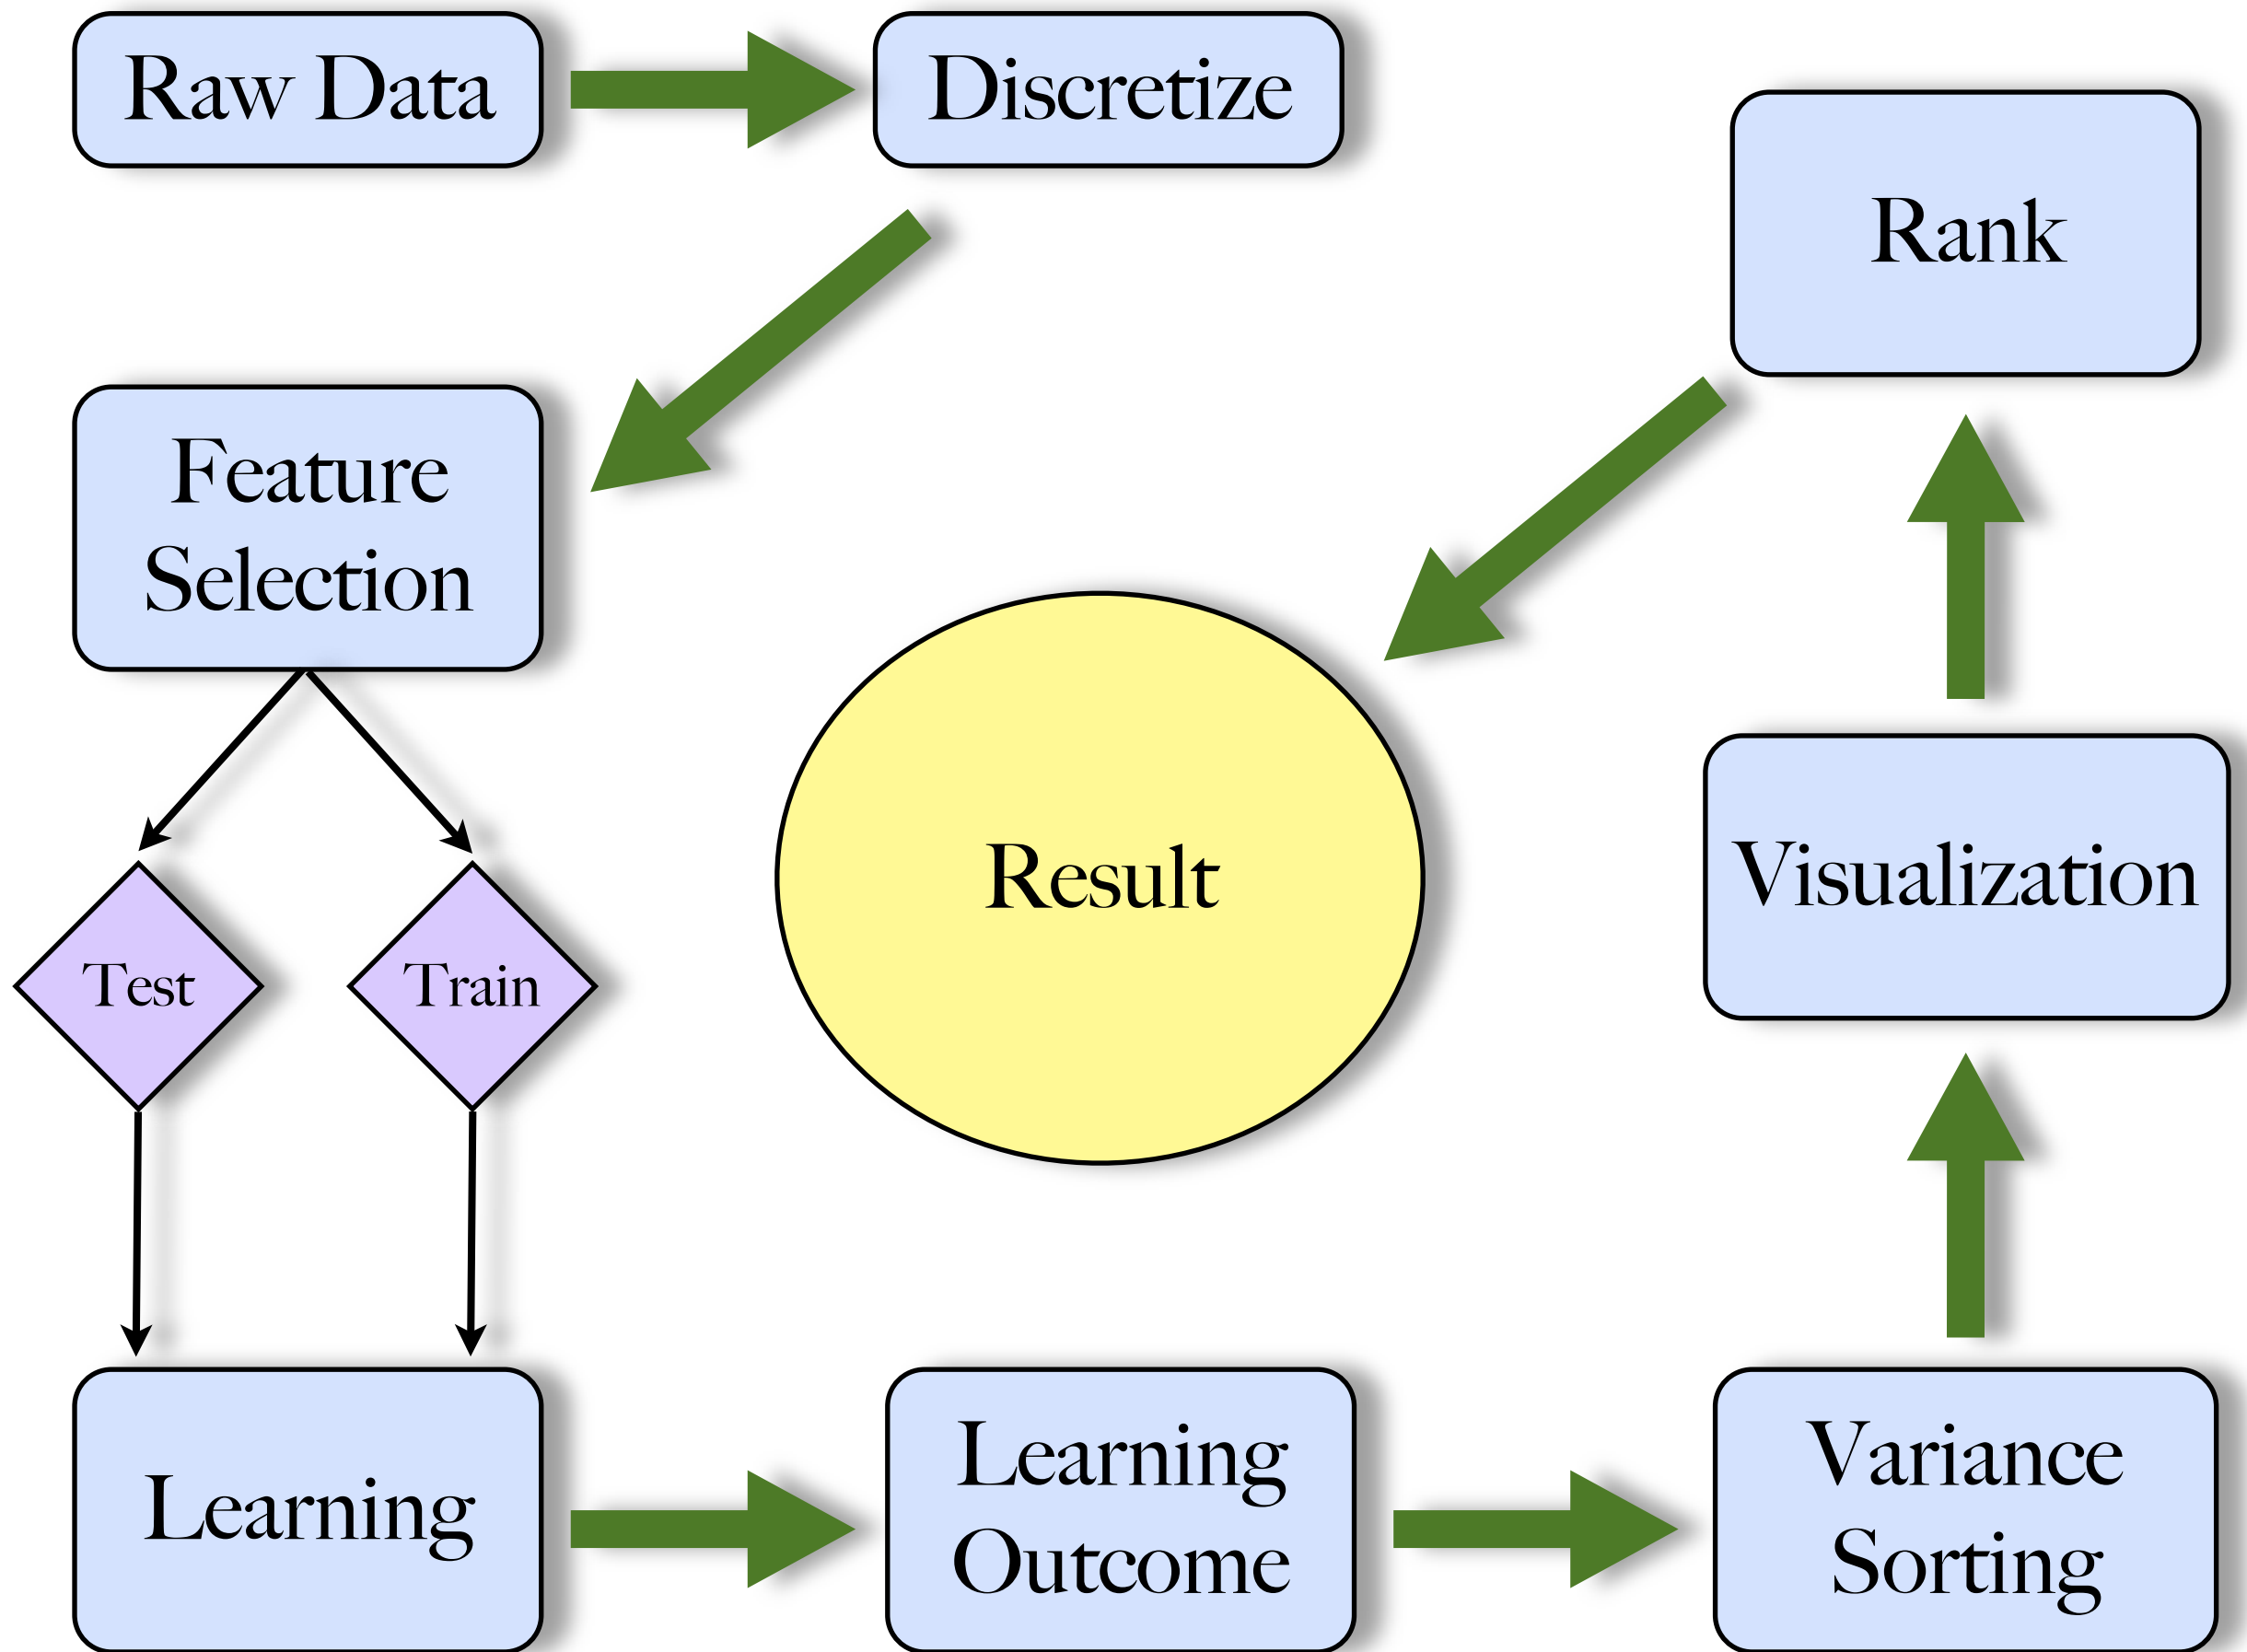 Raw Data
Discretize
Rank
Feature
Selection
Result
Visualization
Test
Train
Learning
Learning
Outcome
Variance
Sorting